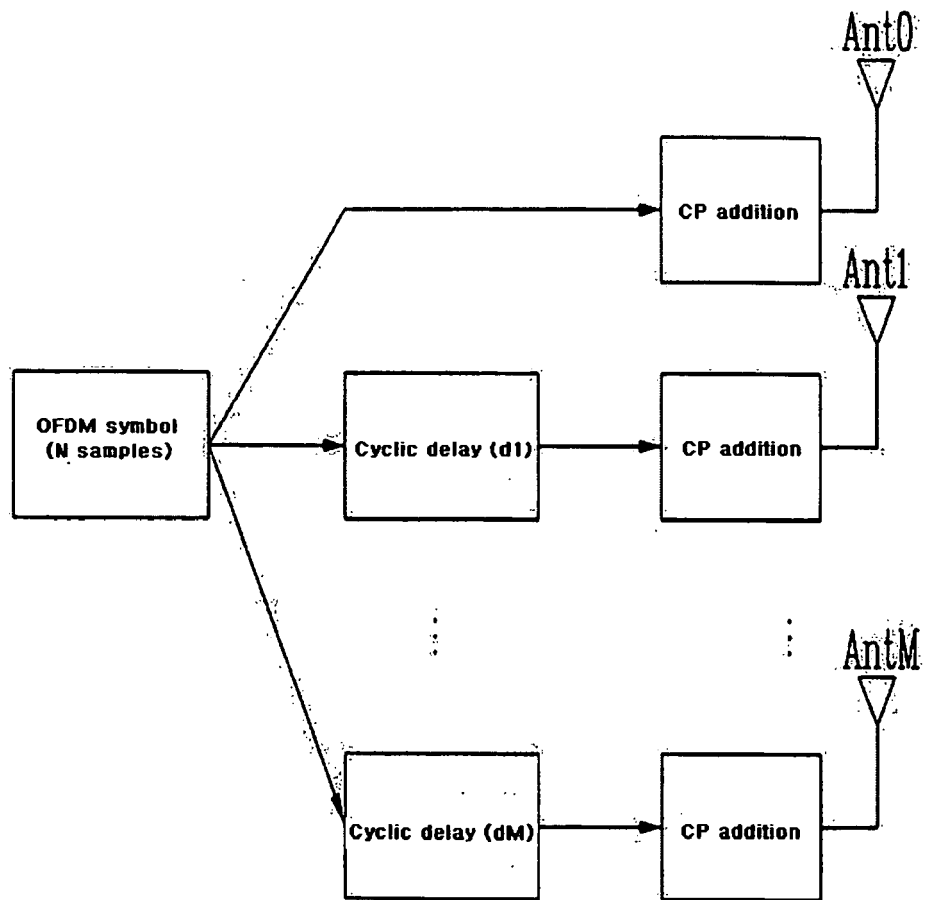 Ant0
CP addition
Ant1
OFDM symbol
(N samples)
Cyclic delay (d1)
CP addition
AntM
Cyclic delay (dM)
CP addition